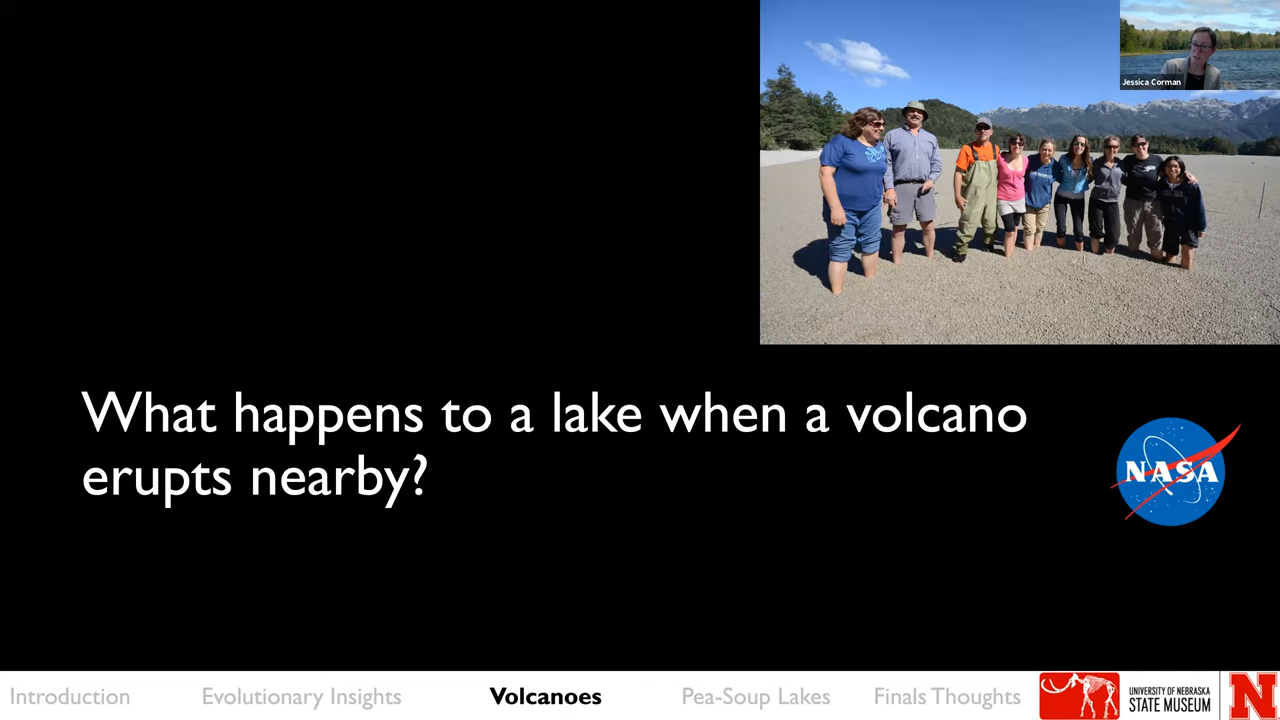 Jessica Corman
What happens to a lake when a volcano
erupts nearby?
NASA
Introduction
Evolutionary Insights
Volcanoes
Pea-Soup Lakes
Finals Thoughts
UNIVERSITY OF NEBRASKA
STATE MUSEUM
N